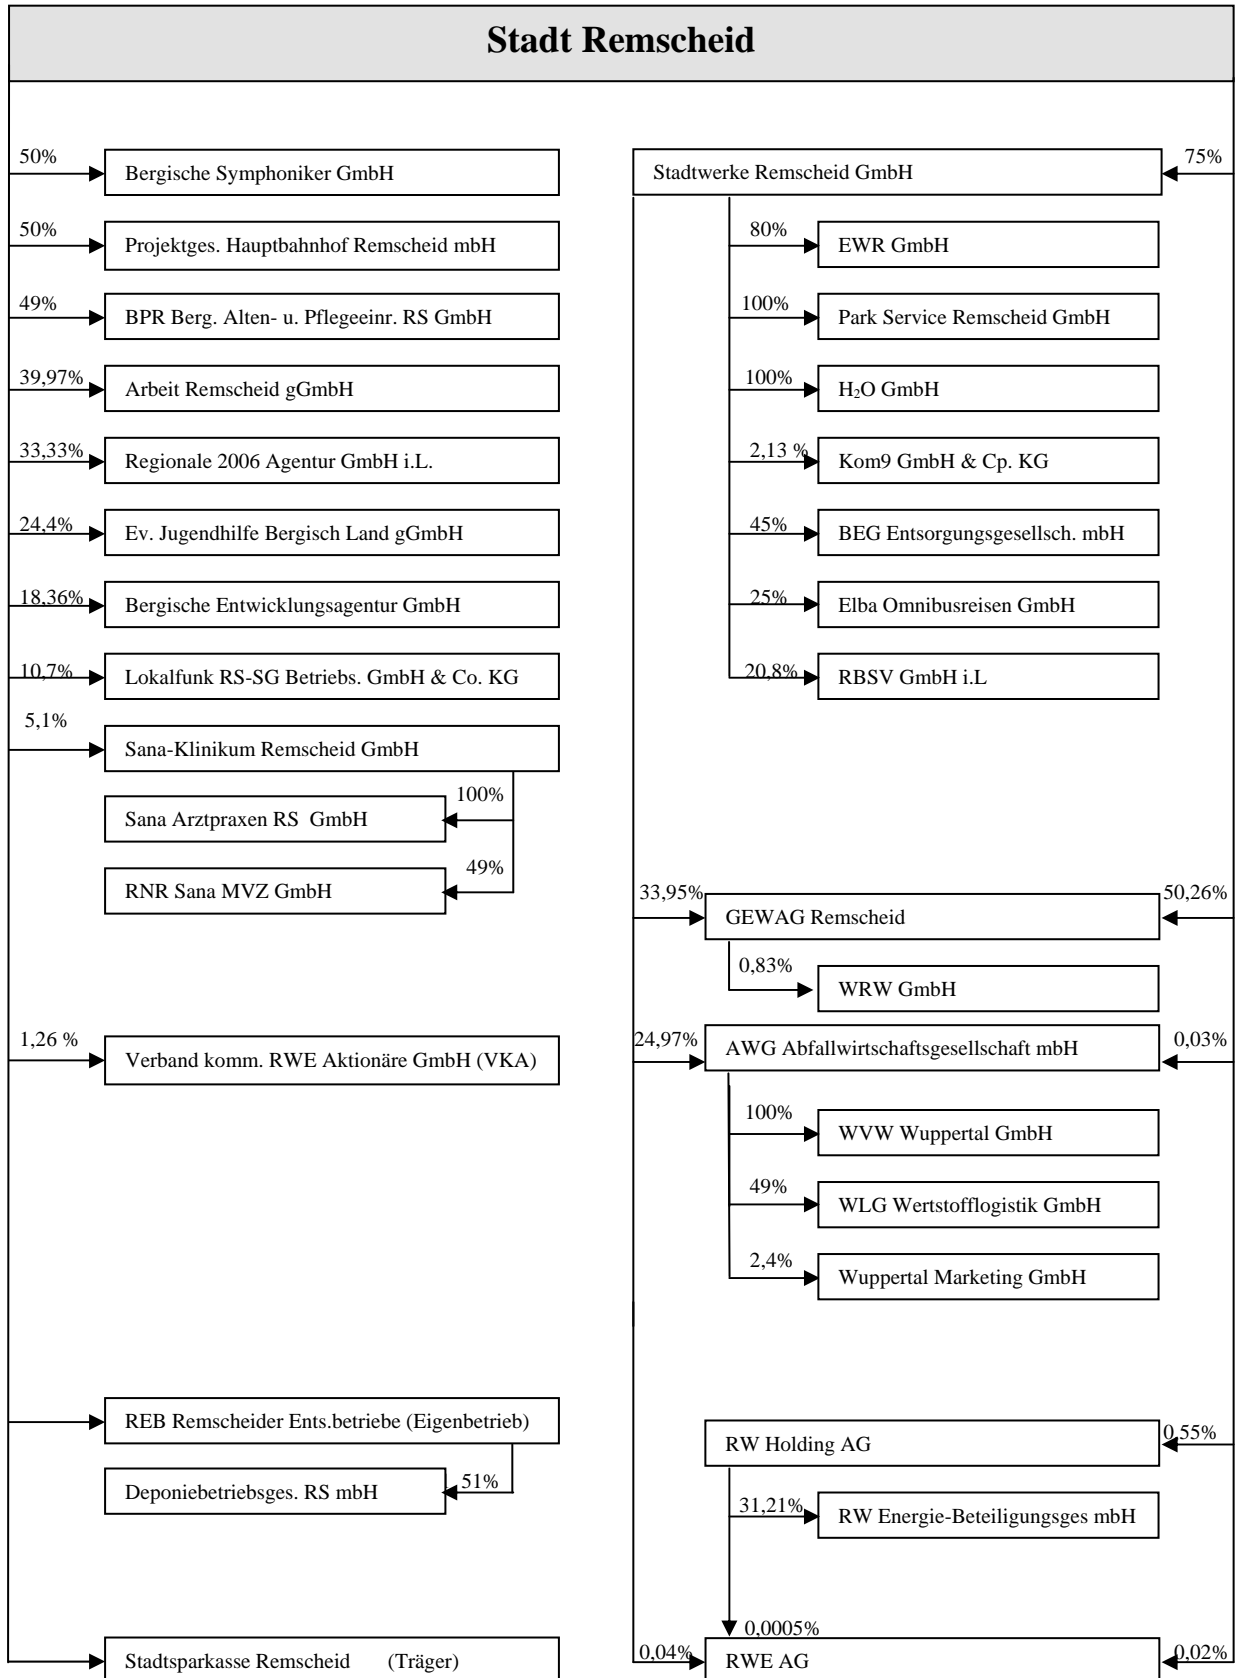 Stadt Remscheid
50%
Bergische Symphoniker GmbH
50%
Projektges. Hauptbahnhof Remscheid mbH
49%
BPR Berg. Alten- u. Pflegeeinr. RS GmbH
39,97%
Arbeit Remscheid gGmbH
33,33%
Regionale 2006 Agentur GmbH i.L.
24,4%
Ev. Jugendhilfe Bergisch Land gGmbH
18,36%
Bergische Entwicklungsagentur GmbH
10,7%
Lokalfunk RS-SG Betriebs. GmbH & Co. KG
5,1%
Sana-Klinikum Remscheid GmbH
100%
Sana Arztpraxen RS GmbH
49%
RNR Sana MVZ GmbH
1,26 %
Verband komm. RWE Aktionäre GmbH (VKA)
REB Remscheider Ents.betriebe (Eigenbetrieb)
51%
Deponiebetriebsges. RS mbH
Stadtsparkasse Remscheid (Träger)
75%
Stadtwerke Remscheid GmbH
80%
EWR GmbH
100%
Park Service Remscheid GmbH
100%
H₂O GmbH
2,13 %
Kom9 GmbH & Cp. KG
45%
BEG Entsorgungsgesellsch. mbH
25%
Elba Omnibusreisen GmbH
20,8%
RBSV GmbH i.L
33,95%
GEWAG Remscheid
50,26%
0,83%
WRW GmbH
24,97%
AWG Abfallwirtschaftsgesellschaft mbH
0,03%
100%
WVW Wuppertal GmbH
49%
WLG Wertstofflogistik GmbH
2,4%
Wuppertal Marketing GmbH
RW Holding AG
0,55%
31,21%
RW Energie-Beteiligungsges mbH
0,0005%
0,04%
RWE AG
0,02%